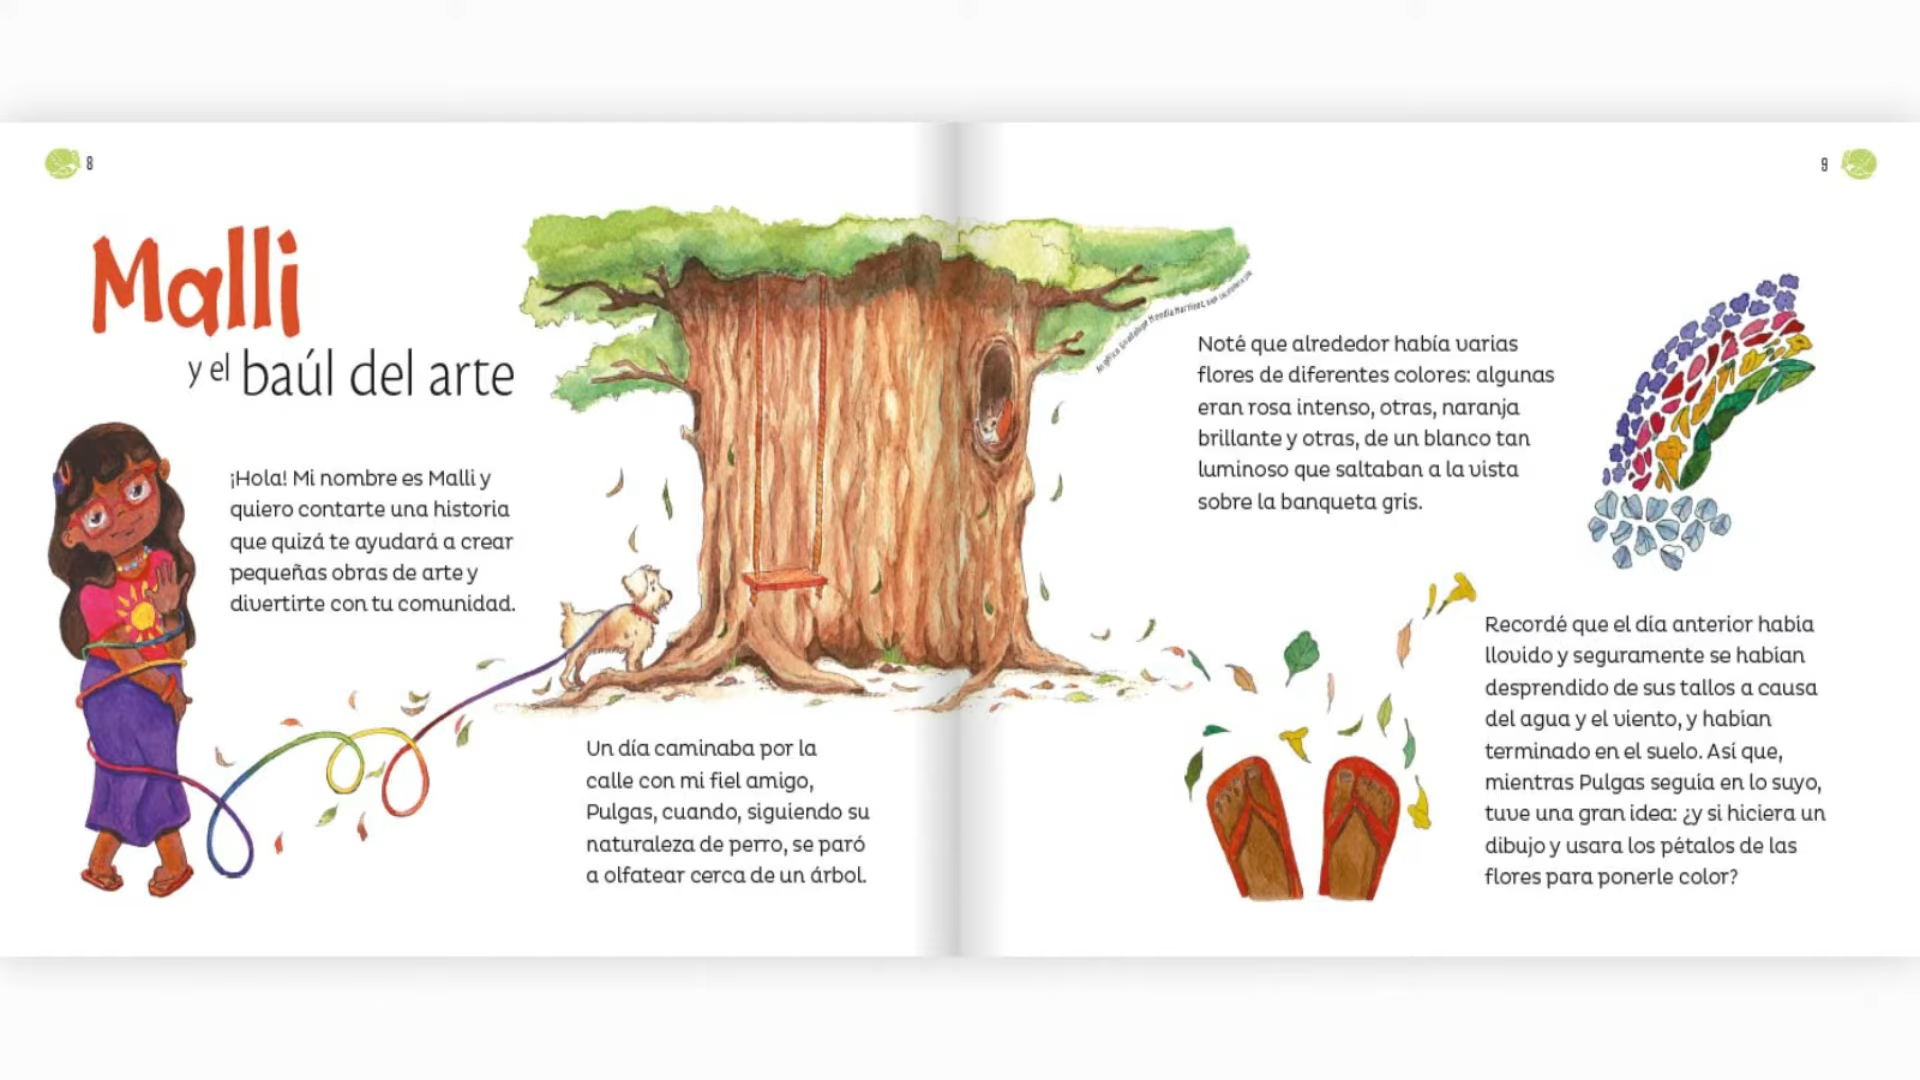 8
Malli
y el baúl del arte
¡Hola! Mi nombre es Malli y
quiero contarte una historia
que quizá te ayudará a crear
pequeñas obras de arte y
divertirte con tu comunidad.
Un día caminaba por la
calle con mi fiel amigo,
Pulgas, cuando, siguiendo su
naturaleza de perro, se paró
a olfatear cerca de un árbol.
9
Noté que alrededor había varias
flores de diferentes colores: algunas
eran rosa intenso, otras, naranja
brillante y otras, de un blanco tan
luminoso que saltaban a la vista
sobre la banqueta gris.
Recordé que el día anterior había
llovido y seguramente se habían
desprendido de sus tallos a causa
del agua y el viento, y habían
terminado en el suelo. Así que,
mientras Pulgas seguía en lo suyo,
tuve una gran idea: ¿y si hiciera un
dibujo y usara los pétalos de las
flores para ponerle color?